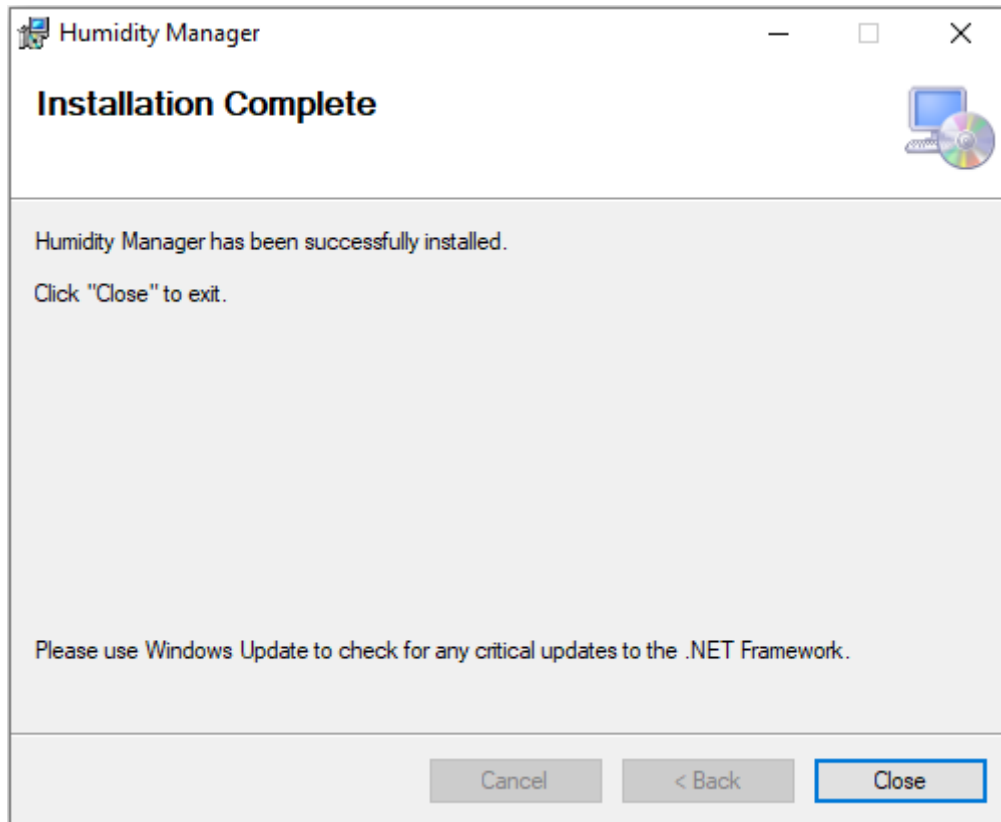 Humidity Manager
Installation Complete
Humidity Manager has been successfully installed.
Click "Close" to exit.
Please use Windows Update to check for any critical updates to the .NET Framework.
Cancel
< Back
Close